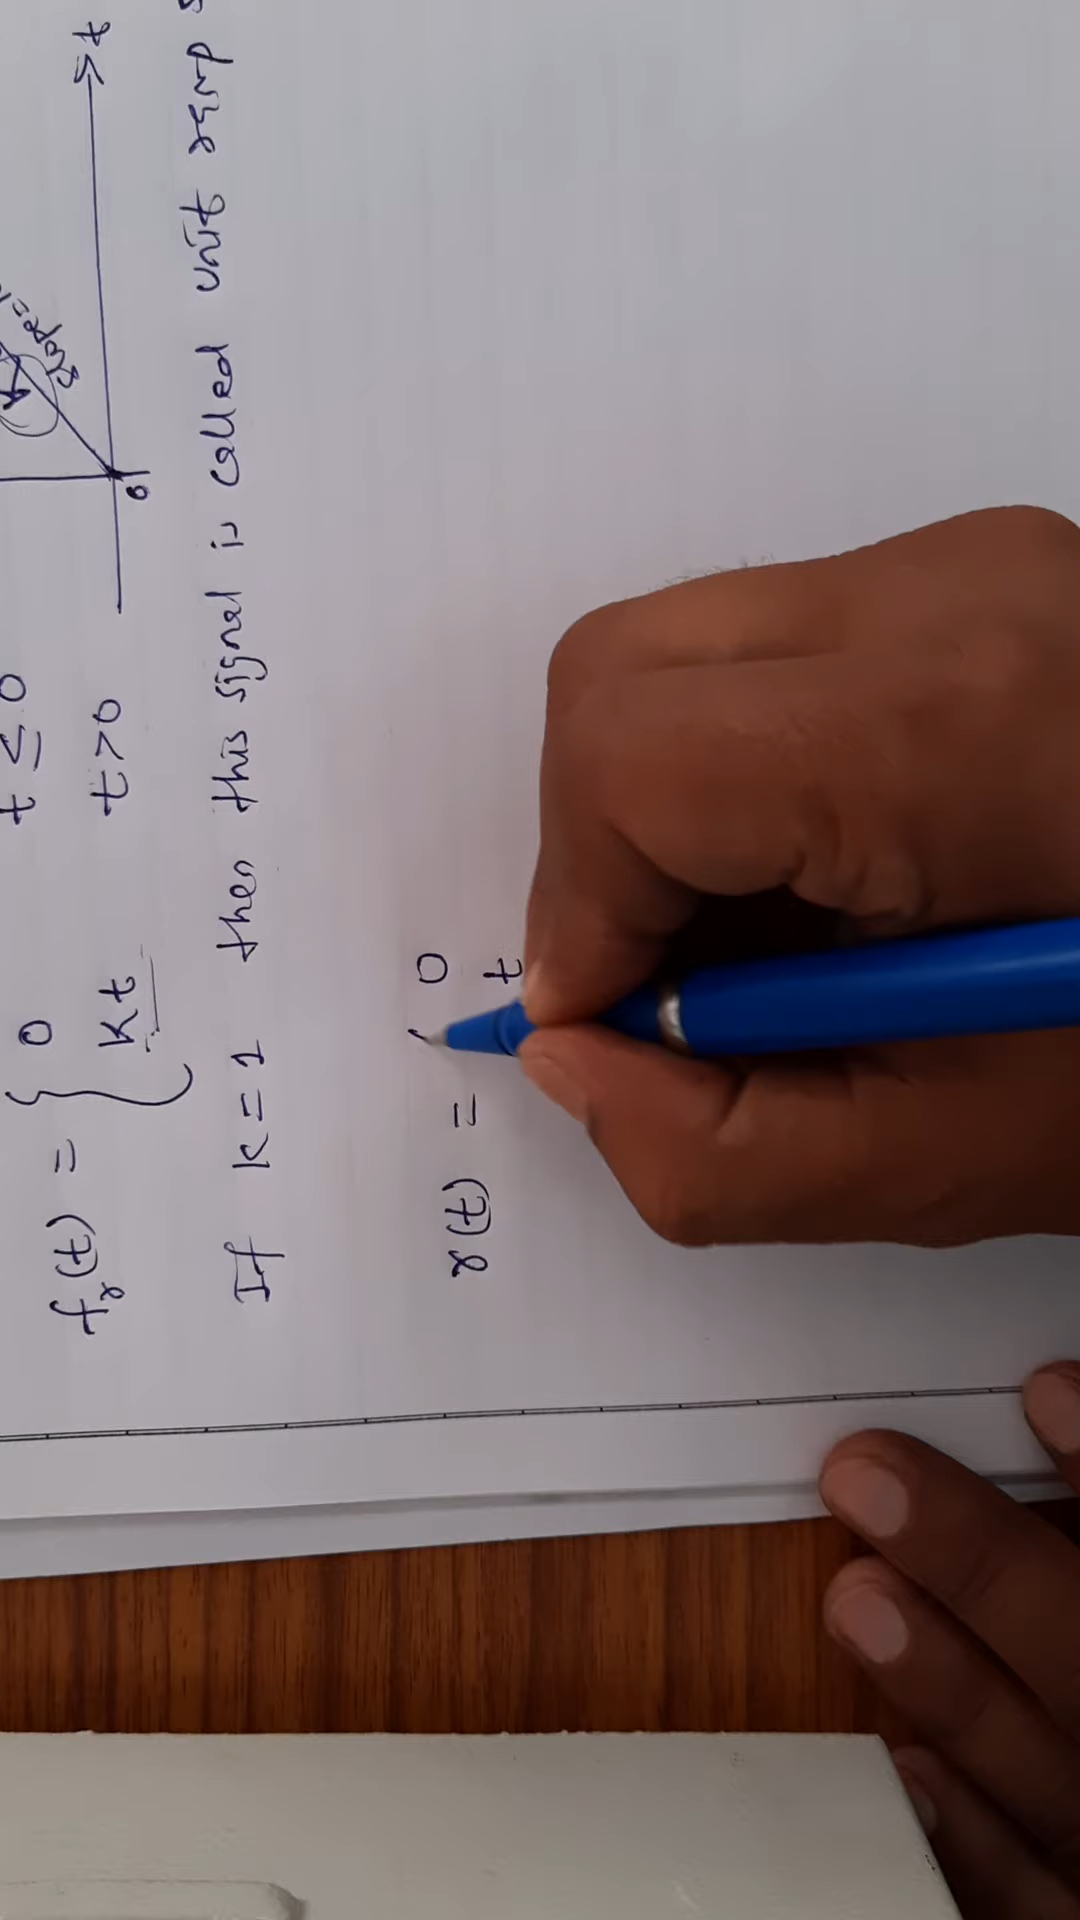 t
slope=
K
0
fr(t) = { 0 t ≤ 0
Kt t>0
If k=1 then this signal is called unit ramp
r(t) = 0
t